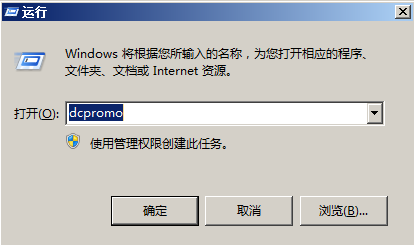 运行
Windows 将根据您所输入的名称，为您打开相应的程序、
文件夹、文档或 Internet 资源。
打开(O): dcpromo
使用管理权限创建此任务。
确定 取消 浏览(B)...